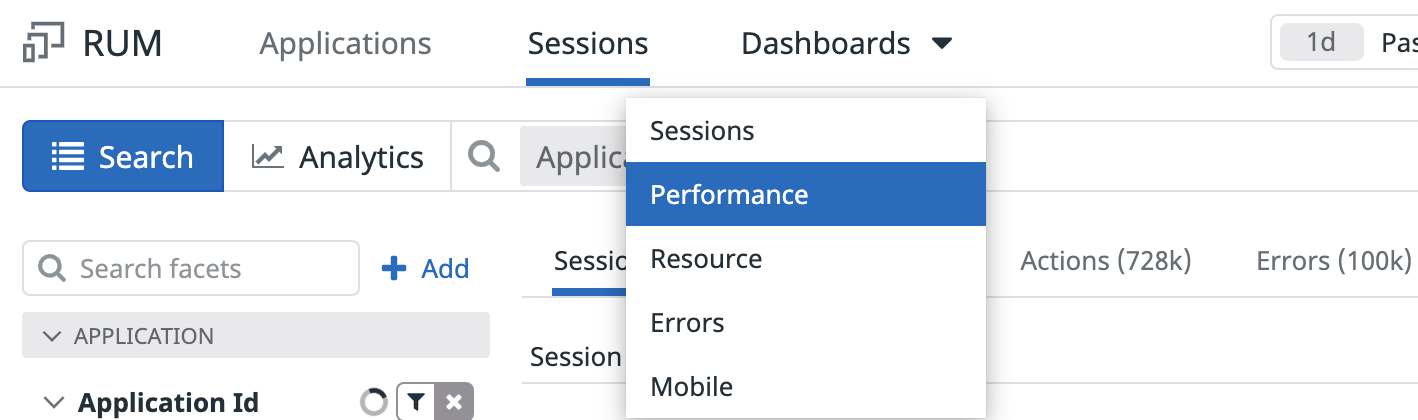 RUM Applications Sessions Dashboards 1d
Sessions
Search Analytics
Performance
Search facets Add
Resource Actions (728k) Errors (100k)
APPLICATION
Errors
Session
Mobile
Application Id